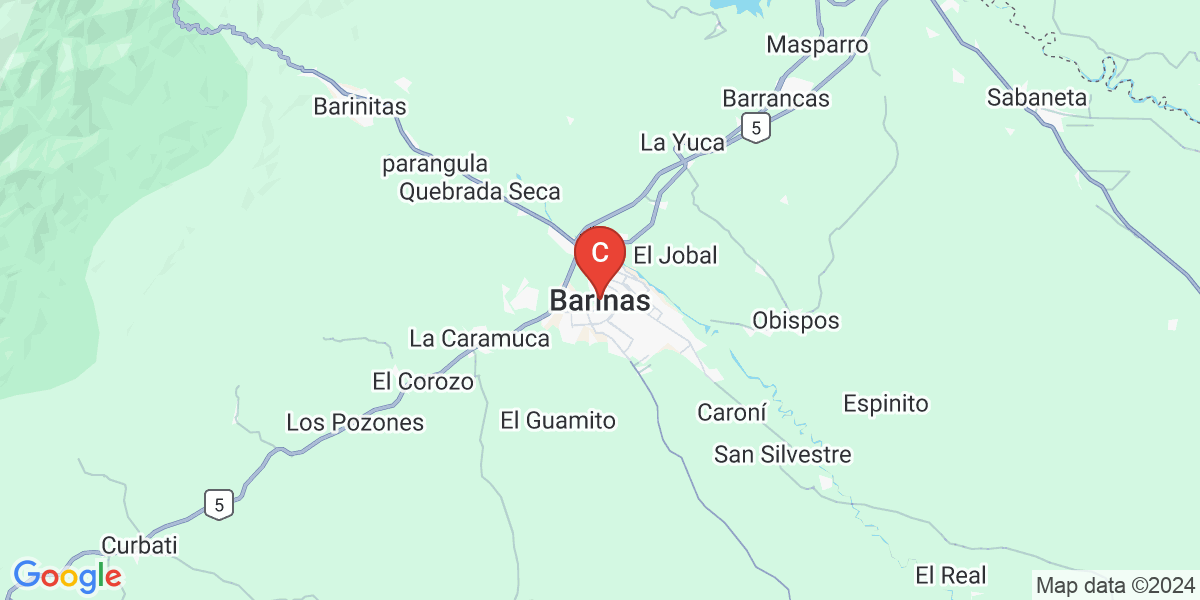 Masparro
Barinitas
Barrancas
Sabaneta
5
La Yuca
parangula
Quebrada Seca
C
El Jobal
Barinas
Obispos
La Caramuca
El Corozo
Espinito
Caroní
Los Pozones
El Guamito
San Silvestre
5
Curbati
El Real
Google
Map data ©2024